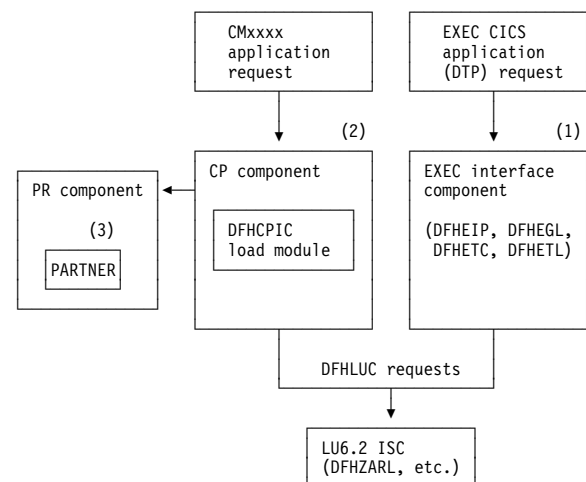 CMxxxx
application
request
EXEC CICS
application
(DTP) request
(2)
(1)
PR component
(3)
PARTNER
CP component
DFHCPIC
load module
EXEC interface
component
(DFHEIP, DFHEGL,
DFHETC, DFHETL)
DFHLUC requests
LU6.2 ISC
(DFHZARL, etc.)